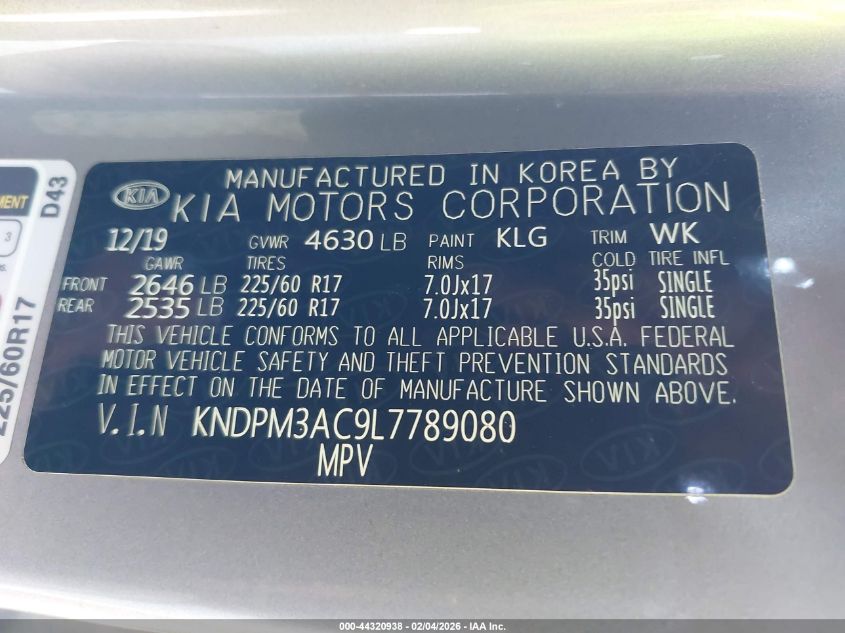 MENT
D43
3
225/60R17
KIA
MANUFACTURED IN KOREA BY
KIA MOTORS CORPORATION
12/19 GVWR 4630 LB PAINT KLG TRIM WK
GAWR TIRES RIMS COLD TIRE INFL
FRONT 2646 LB 225/60 R17 7.0Jx17 35psi SINGLE
REAR 2535 LB 225/60 R17 7.0Jx17 35psi SINGLE
THIS VEHICLE CONFORMS TO ALL APPLICABLE U.S.A. FEDERAL
MOTOR VEHICLE SAFETY AND THEFT PREVENTION STANDARDS
IN EFFECT ON THE DATE OF MANUFACTURE SHOWN ABOVE.
V.I.N KNDPM3AC9L7789080
MPV
000-44320938 - 02/04/2026 - IAA Inc.